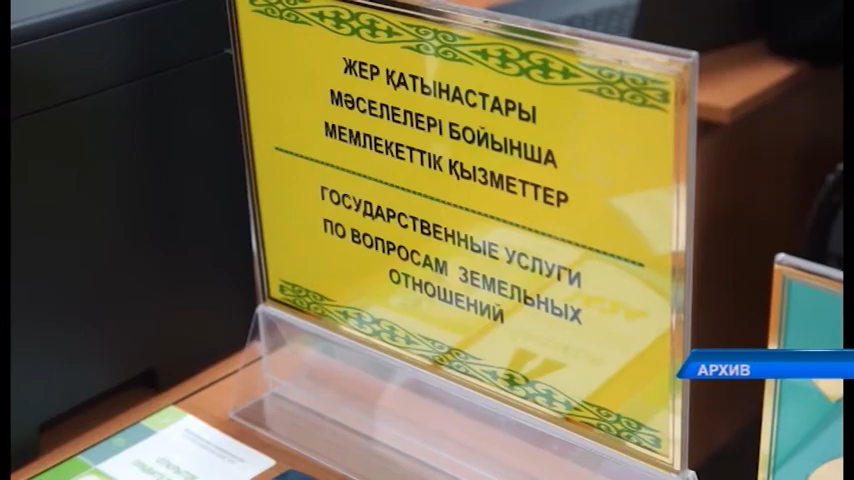 ЖЕР ҚАТЫНАСТАРЫ
МӘСЕЛЕЛЕРІ БОЙЫНША
МЕМЛЕКЕТТІК ҚЫЗМЕТТЕР
ГОСУДАРСТВЕННЫЕ УСЛУГИ
ПО ВОПРОСАМ ЗЕМЕЛЬНЫХ
ОТНОШЕНИЙ
АРХИВ